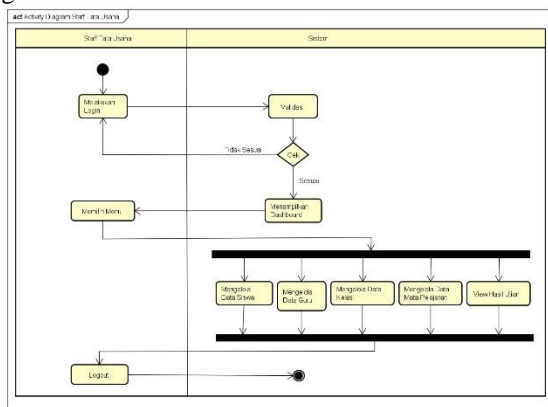 act Activity Diagram Staff Tata Usaha
Staff Tata Usaha
Sistem
Melakukan
Login
Validasi
Tidak Sesuai
Cek
Sesuai
Memilih Menu
Menampilkan
Dashboard
Mengelola
Data Siswa
Mengelola
Data Guru
Mengelola Data
Kelas
Mengelola Data
Mata Pelajaran
View Hasil Ujian
Logout